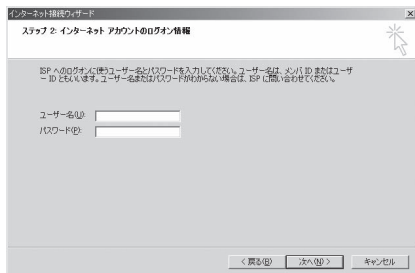 インターネット接続ウィザード
ステップ 2: インターネット アカウントのログオン情報
ISP へのログオンに使うユーザー名とパスワードを入力してください。ユーザー名は、メンバ ID またはユーザ
ー ID ともいいます。ユーザー名またはパスワードがわからない場合は、ISP に問い合わせてください。
ユーザー名(U):
パスワード(P):
< 戻る(B)
次へ(N) >
キャンセル